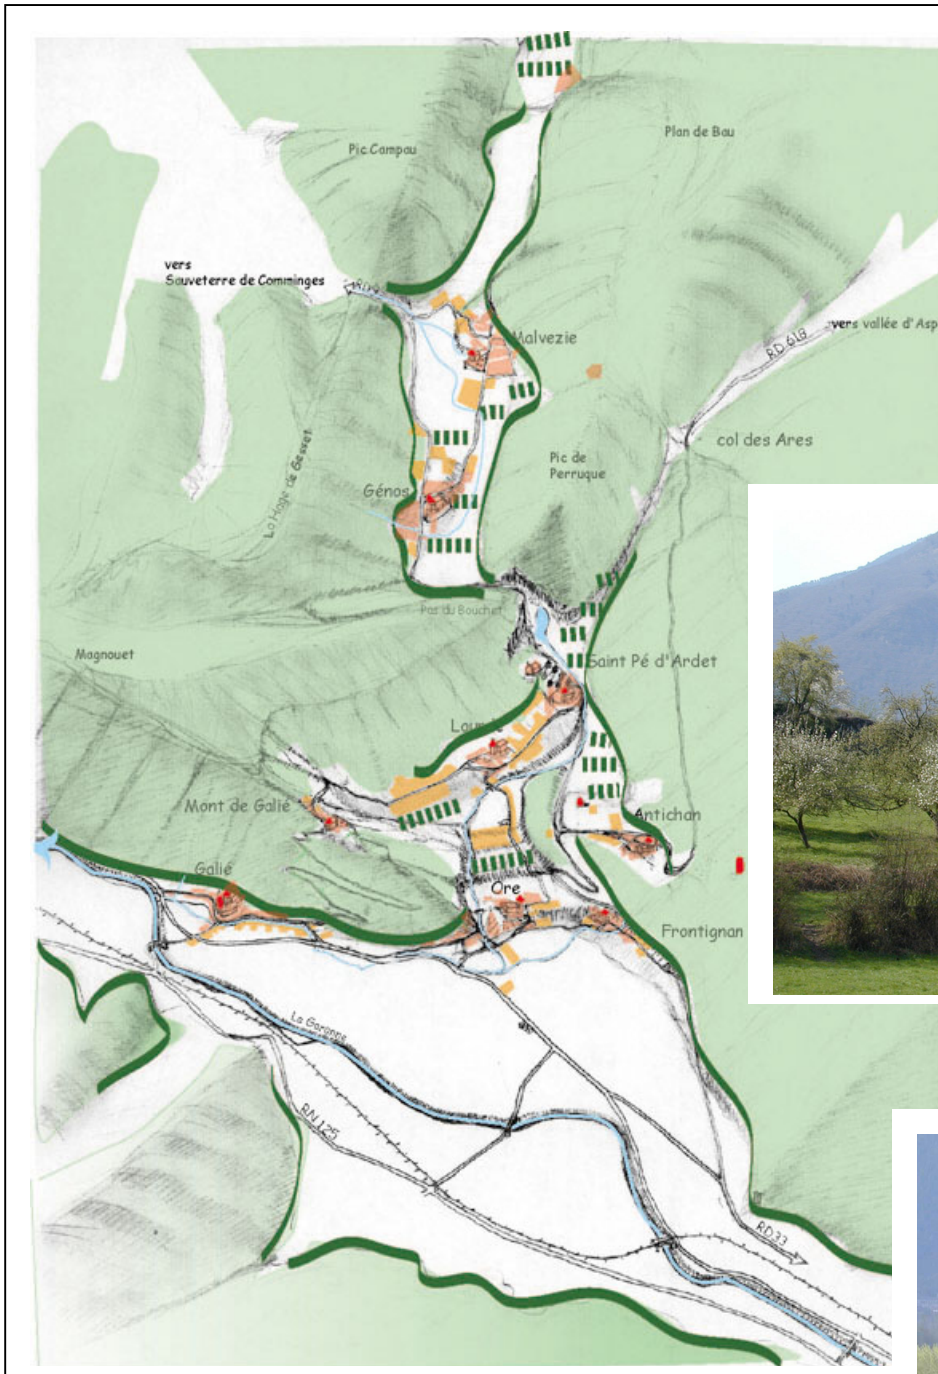 Plan de Bau
Pic Campau
vers
Sauveterre de Comminges
Malvezie
vers vallée d'Asp
RD 618
col des Ares
La Hage de Gesset
Pic de
Perruque
Génos
Pas du Bouchet
Magnouet
Saint Pé d'Ardet
Mont de Galié
Antichan
Galié
Ore
Frontignan
La Garonne
RN 125
RD33